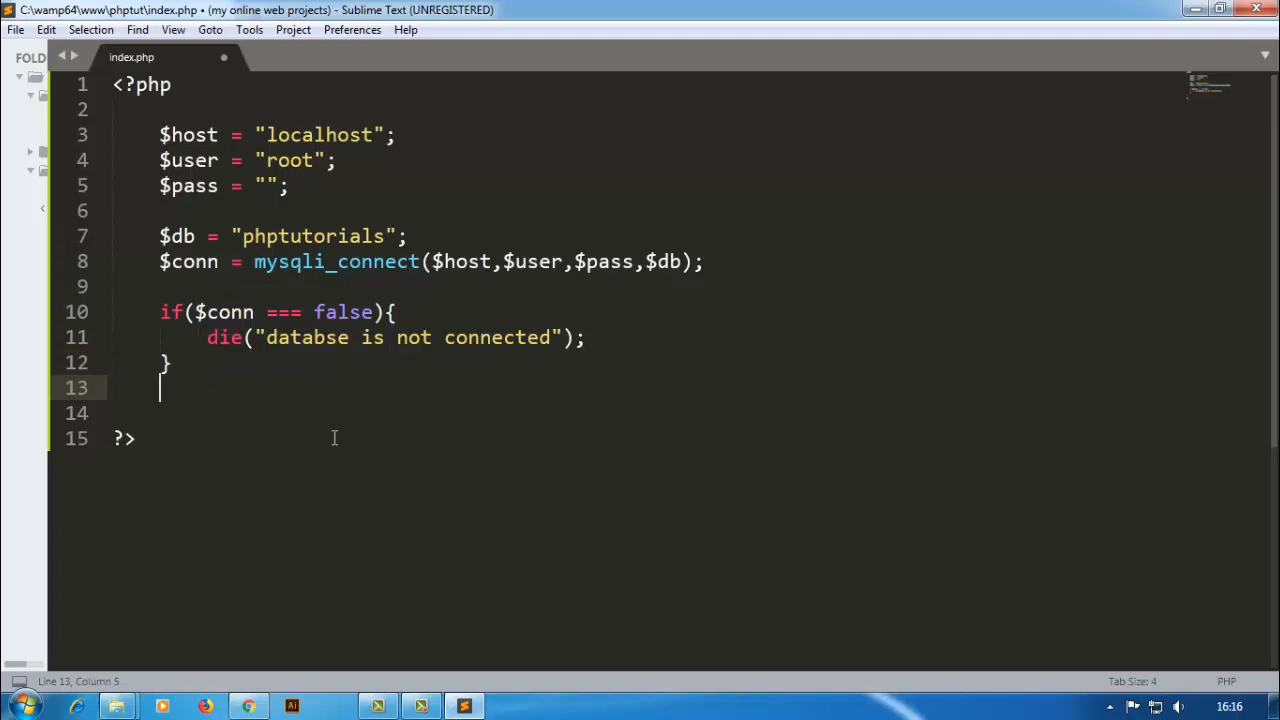 C:\wamp64\www\phptut\index.php • (my online web projects) - Sublime Text (UNREGISTERED)
File Edit Selection Find View Goto Tools Project Preferences Help
FOLD
index.php
1 <?php
2
3 $host = "localhost";
4 $user = "root";
5 $pass = "";
6
7 $db = "phptutorials";
8 $conn = mysqli_connect($host,$user,$pass,$db);
9
10 if($conn === false){
11 die("databse is not connected");
12 }
13
14
15 ?>
Line 13, Column 5
Tab Size: 4
PHP
Ai
16:16